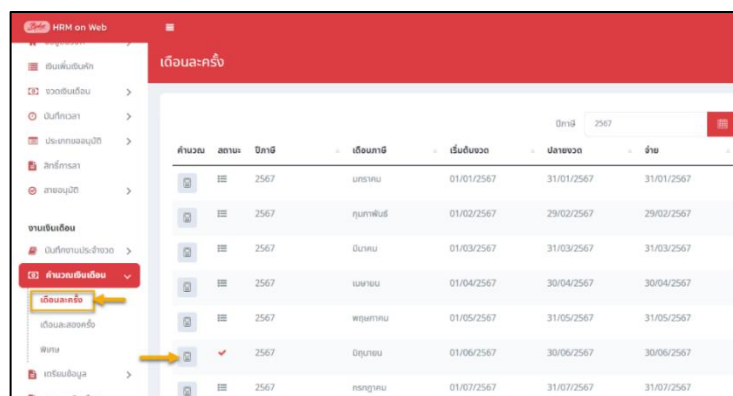 HRM on Web
เงินเพิ่มเงินหัก
งวดเงินเดือน
บันทึกเวลา
ประเภทขออนุมัติ
สิทธิ์การลา
สายอนุมัติ
งานเงินเดือน
บันทึกงานประจำงวด
คำนวณเงินเดือน
เดือนละครั้ง
เดือนละสองครั้ง
พิเศษ
เตรียมข้อมูล
เดือนละครั้ง
ปีภาษี 2567
คำนวณ สถานะ ปีภาษี เดือนภาษี เริ่มต้นงวด ปลายงวด จ่าย
2567 มกราคม 01/01/2567 31/01/2567 31/01/2567
2567 กุมภาพันธ์ 01/02/2567 29/02/2567 29/02/2567
2567 มีนาคม 01/03/2567 31/03/2567 31/03/2567
2567 เมษายน 01/04/2567 30/04/2567 30/04/2567
2567 พฤษภาคม 01/05/2567 31/05/2567 31/05/2567
2567 มิถุนายน 01/06/2567 30/06/2567 30/06/2567
2567 กรกฎาคม 01/07/2567 31/07/2567 31/07/2567